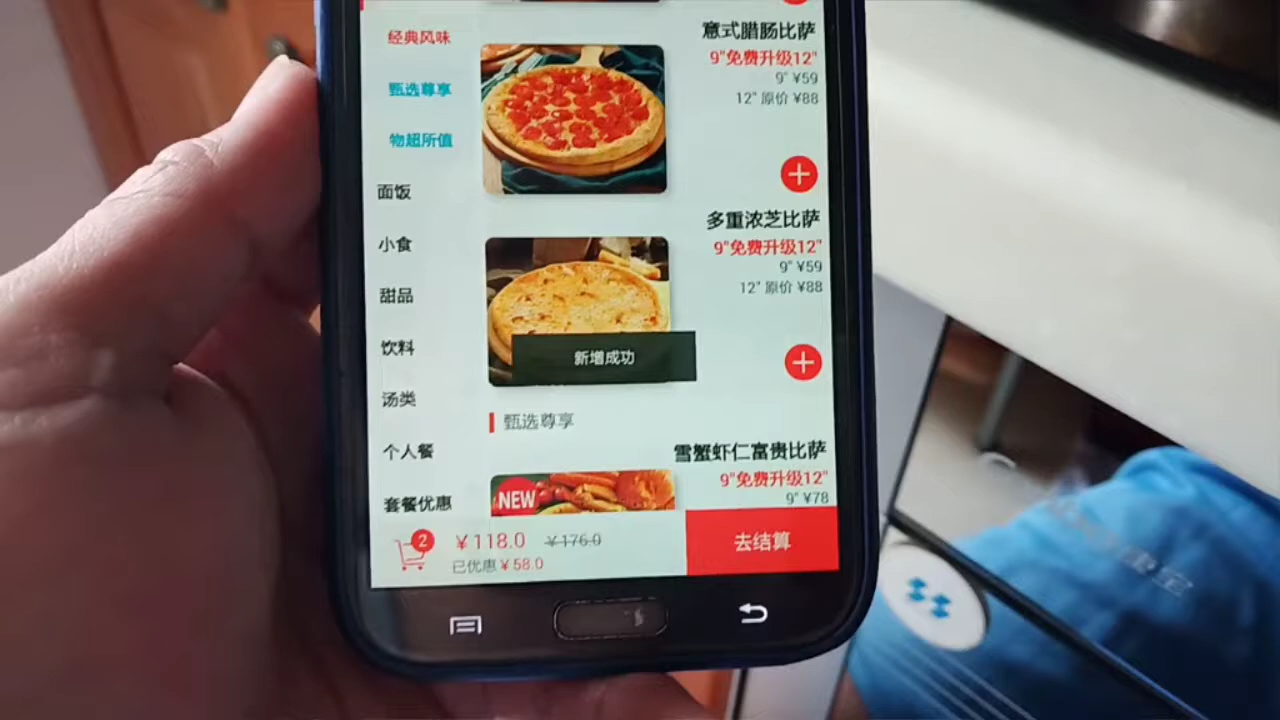 经典风味
甄选尊享
物超所值
面饭
小食
甜品
饮料
汤类
个人餐
套餐优惠
意式腊肠比萨
9"免费升级12"
9" ¥59
12" 原价 ¥88
多重浓芝比萨
9"免费升级12"
9" ¥59
12" 原价 ¥88
新增成功
甄选尊享
雪蟹虾仁富贵比萨
9"免费升级12"
9" ¥78
NEW
2
¥118.0 ¥176.0
已优惠¥58.0
去结算